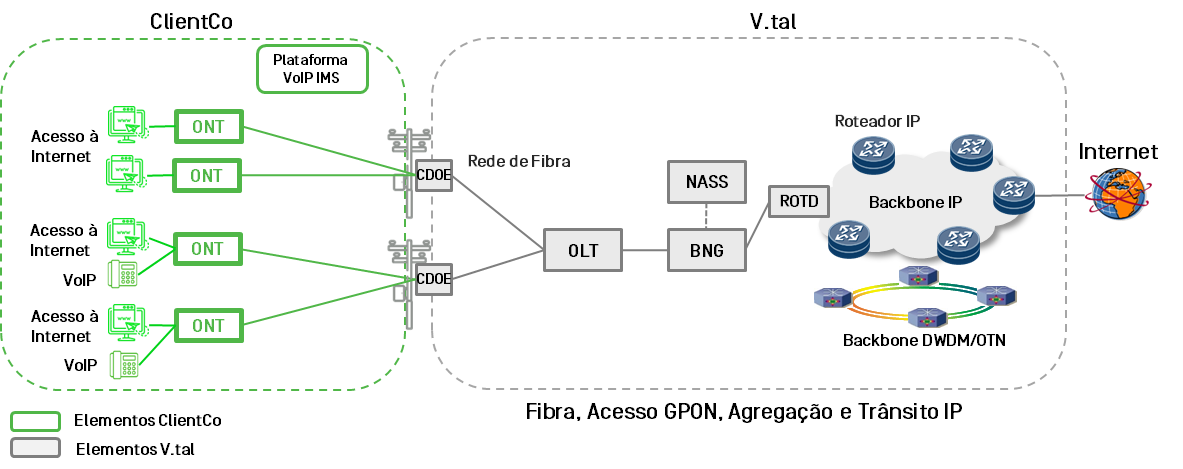 ClientCo
V.tal
Plataforma
VoIP IMS
Acesso à
Internet
ONT
ONT
Acesso à
Internet
VoIP
ONT
Acesso à
Internet
VoIP
ONT
CDOE
CDOE
Rede de Fibra
OLT
NASS
BNG
ROTD
Roteador IP
Backbone IP
Internet
Backbone DWDM/OTN
Fibra, Acesso GPON, Agregação e Trânsito IP
Elementos ClientCo
Elementos V.tal